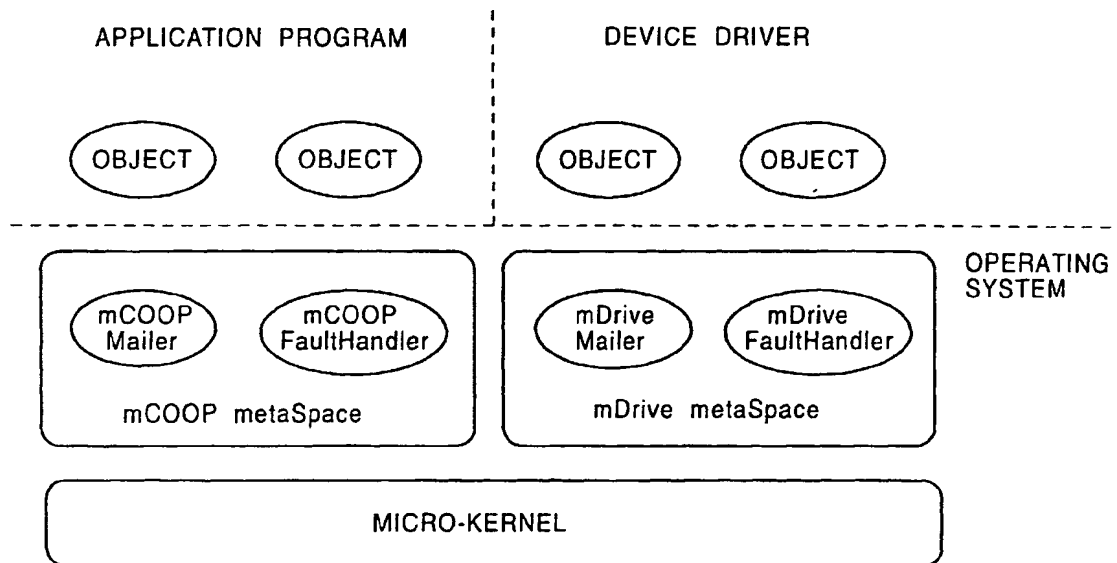 APPLICATION PROGRAM
DEVICE DRIVER
OBJECT
OBJECT
OBJECT
OBJECT
OPERATING
SYSTEM
mCOOP
Mailer
mCOOP
FaultHandler
mDrive
Mailer
mDrive
FaultHandler
mCOOP metaSpace
mDrive metaSpace
MICRO-KERNEL